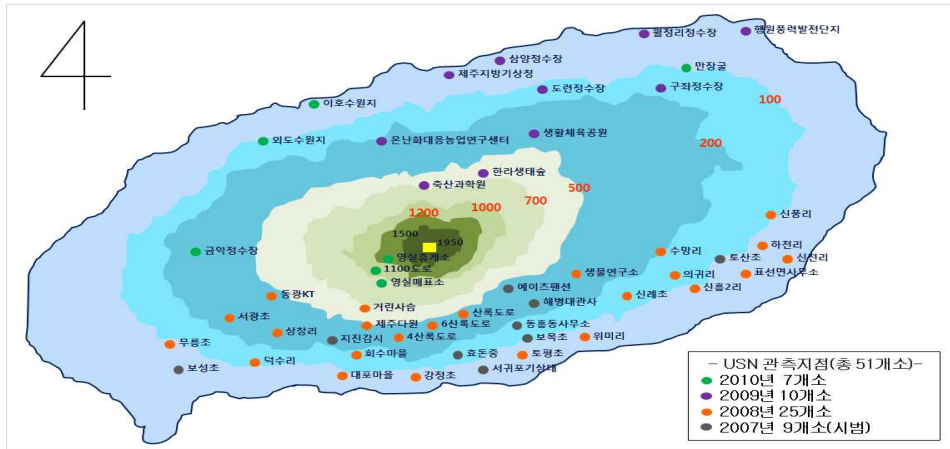 4
월정리정수장
행원풍력발전단지
삼양정수장
제주지방기상청
만장굴
도련정수장
구좌정수장
이호수원지
100
외도수원지
온난화대응농업연구센터
생활체육공원
200
한라생태숲
축산과학원
500
700
1000
1200
1500
1950
신풍리
금악정수장
영실휴게소
수망리
하천리
토산초
신천리
1100도로
생물연구소
의귀리
표선면사무소
영실매표소
에이즈팬션
신흥2리
동광KT
거린사슴
해병대관사
신례초
서광초
산록도로
상창리
제주다원
6산록도로
동홍동사무소
무릉초
지진감시
4산록도로
보목초
위미리
덕수리
회수마을
효돈중
토평초
보성초
대포마을
강정초
서귀포기상대
- USN 관측지점(총 51개소)-
2010년 7개소
2009년 10개소
2008년 25개소
2007년 9개소(시범)